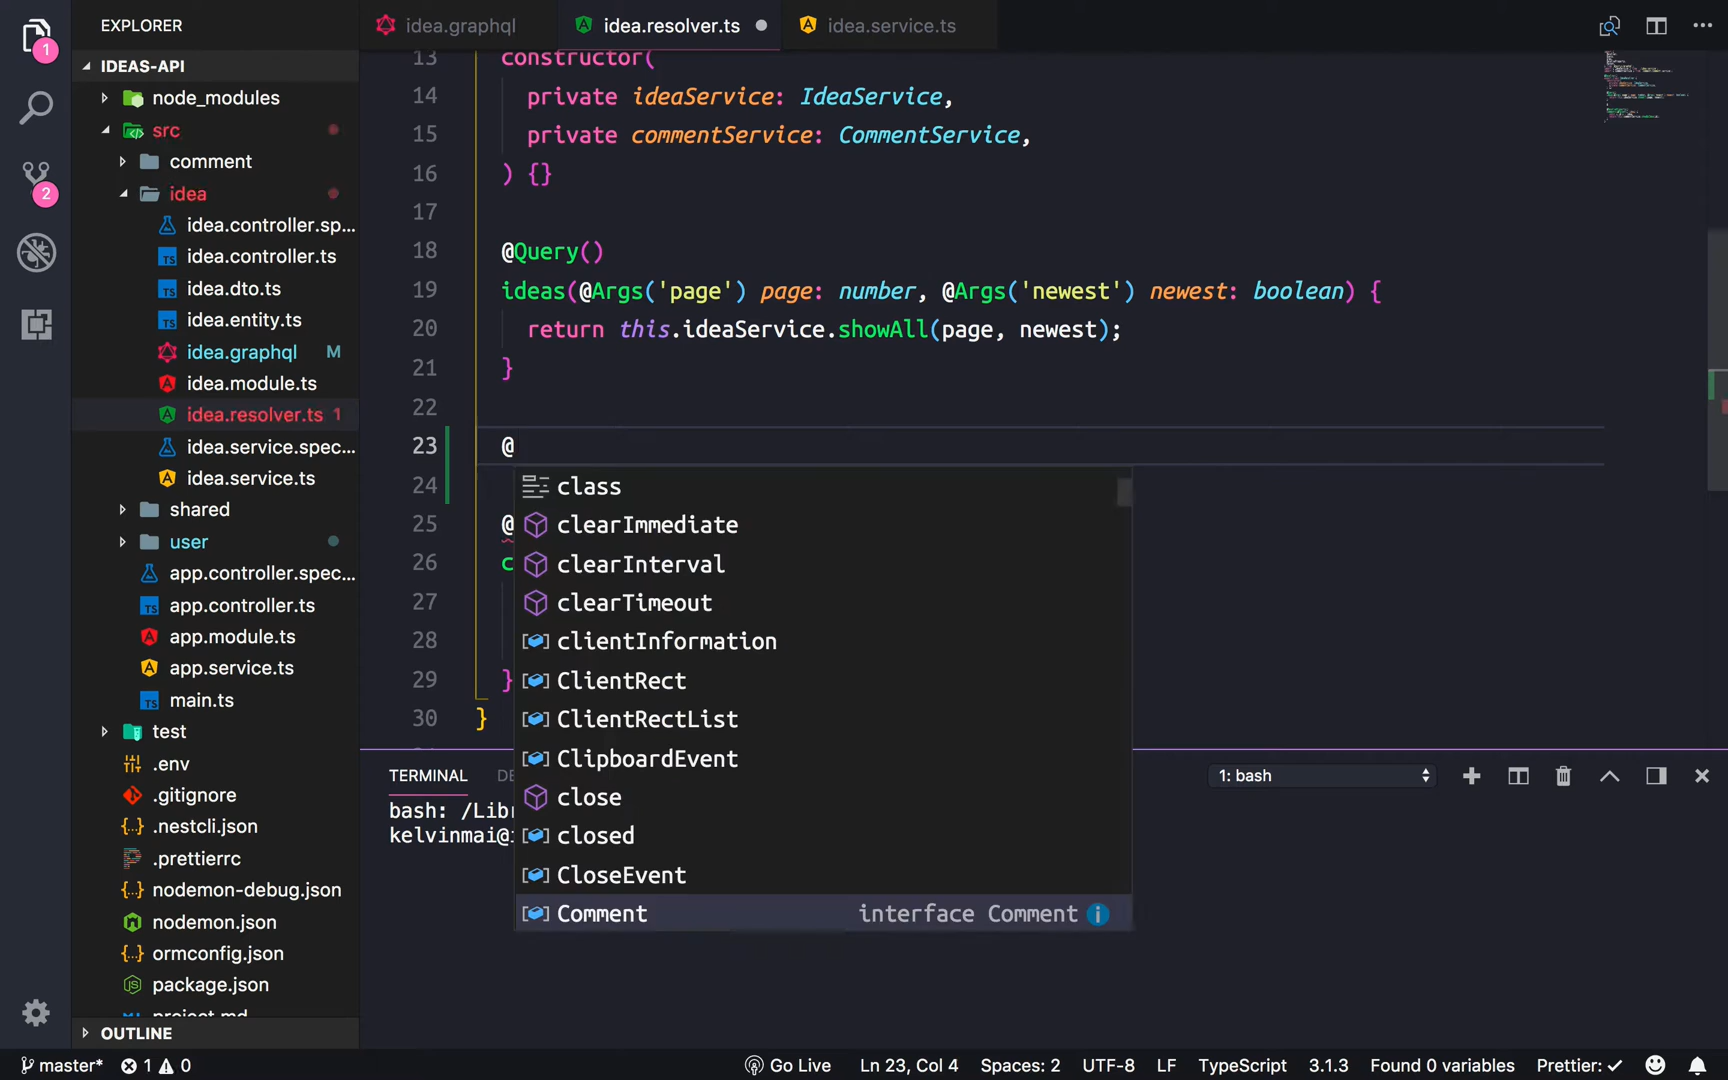 EXPLORER
idea.graphql
idea.resolver.ts
idea.service.ts
IDEAS-API
node_modules
src
comment
idea
idea.controller.sp...
idea.controller.ts
idea.dto.ts
idea.entity.ts
idea.graphql M
idea.module.ts
idea.resolver.ts 1
idea.service.spec...
idea.service.ts
shared
user
app.controller.spec...
app.controller.ts
app.module.ts
app.service.ts
main.ts
test
.env
.gitignore
.nestcli.json
.prettierrc
nodemon-debug.json
nodemon.json
ormconfig.json
package.json
project.md
OUTLINE
1
2
13 constructor(
14 private ideaService: IdeaService,
15 private commentService: CommentService,
16 ) {}
17
18 @Query()
19 ideas(@Args('page') page: number, @Args('newest') newest: boolean) {
20 return this.ideaService.showAll(page, newest);
21 }
22
23 @
24
25 @
26 c
27
28
29 }
30 }
class
clearImmediate
clearInterval
clearTimeout
clientInformation
ClientRect
ClientRectList
ClipboardEvent
close
closed
CloseEvent
Comment interface Comment
TERMINAL DE
1: bash
bash: /Libr
kelvinmai@i
master* 1 0 Go Live Ln 23, Col 4 Spaces: 2 UTF-8 LF TypeScript 3.1.3 Found 0 variables Prettier: ✓